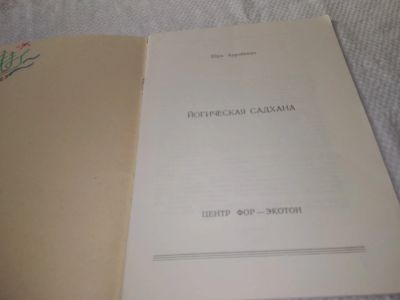 Шри Ауробиндо
ЙОГИЧЕСКАЯ САДХАНА
ЦЕНТР ФОР — ЭКОТОН